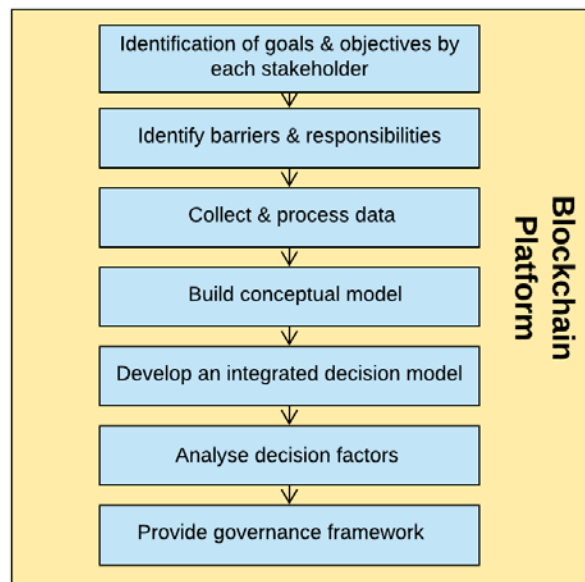 Identification of goals & objectives by
each stakeholder
Identify barriers & responsibilities
Collect & process data
Build conceptual model
Develop an integrated decision model
Analyse decision factors
Provide governance framework
Blockchain
Platform